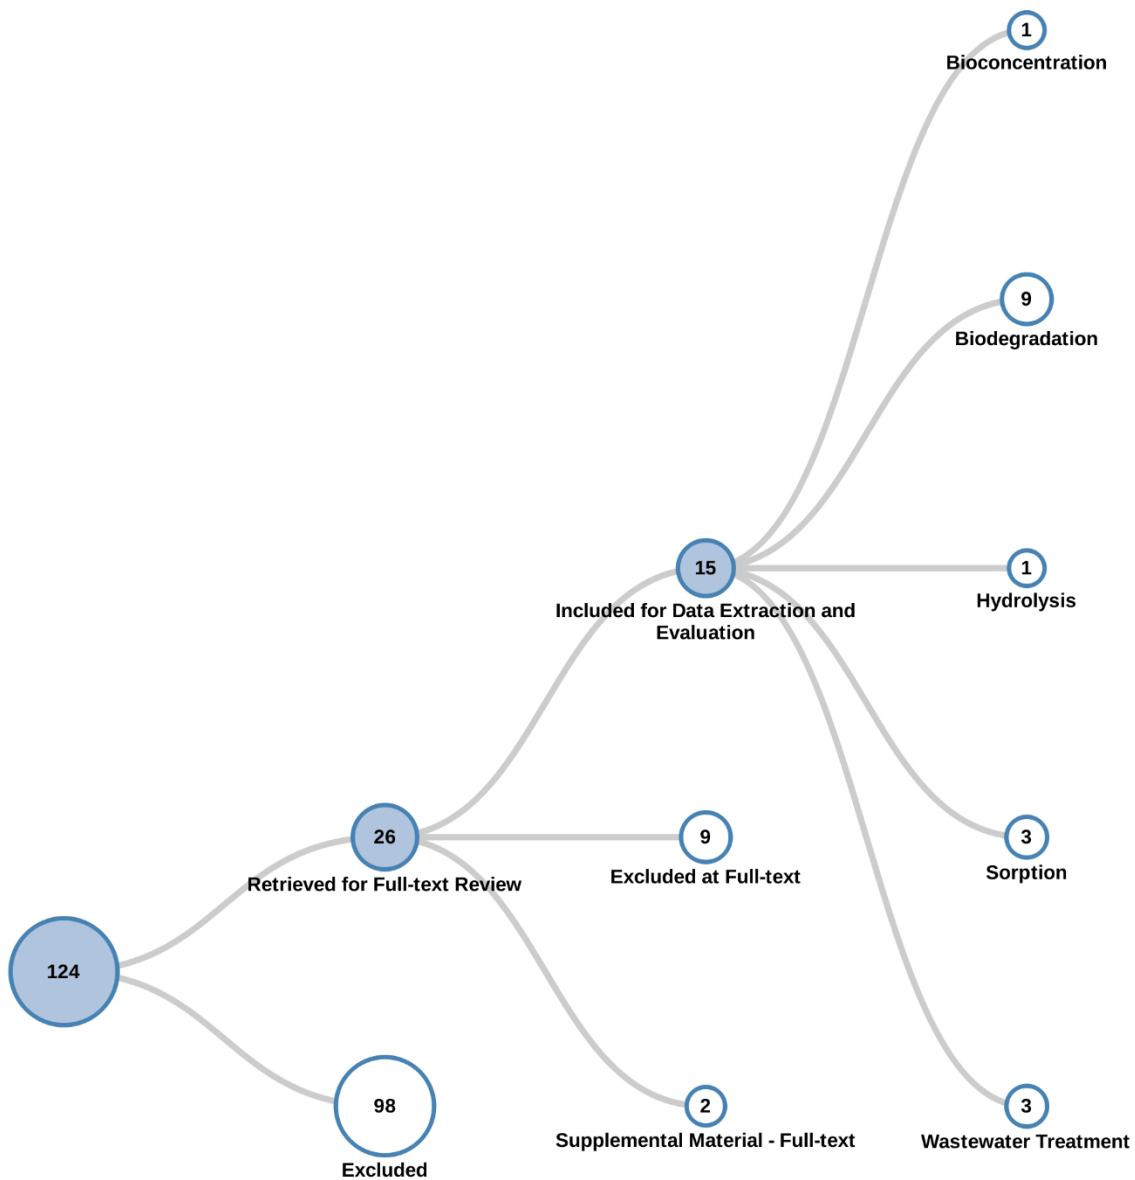 1
Bioconcentration
9
Biodegradation
15
Included for Data Extraction and
Evaluation
1
Hydrolysis
26
Retrieved for Full-text Review
9
Excluded at Full-text
3
Sorption
124
98
Excluded
2
Supplemental Material - Full-text
3
Wastewater Treatment